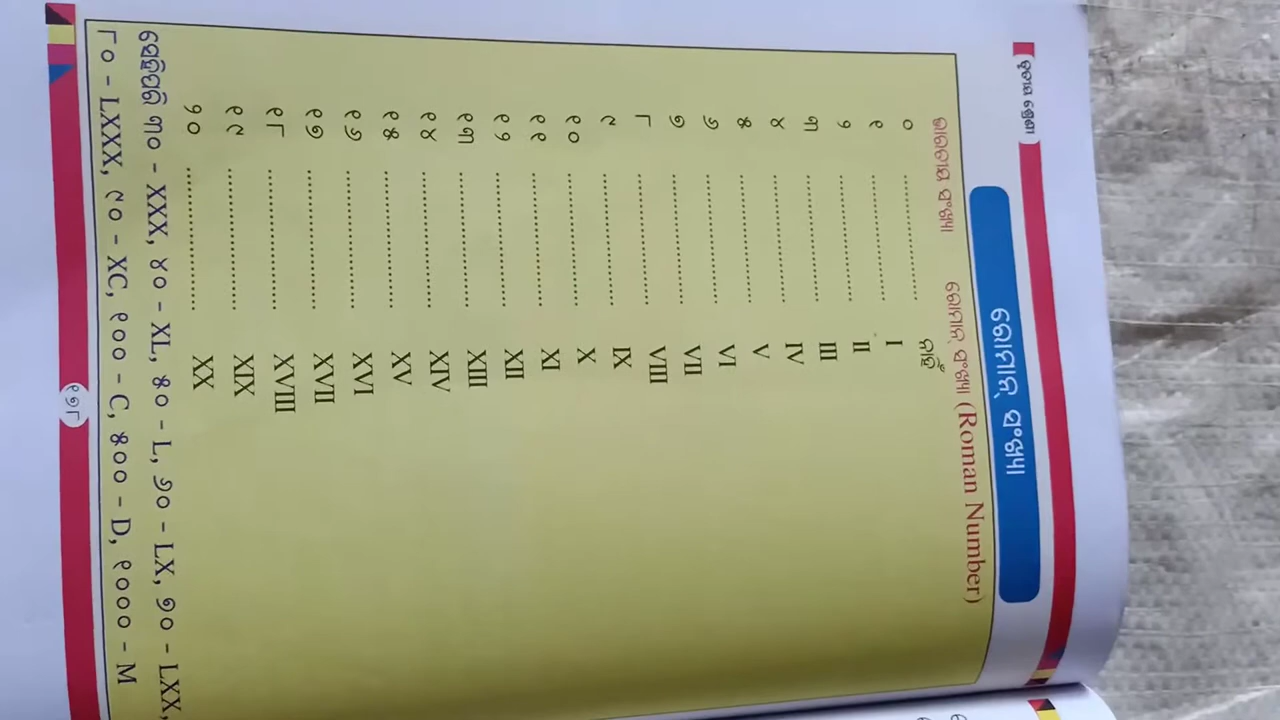 ତୃତୀୟ ଶ୍ରେଣୀ
ରୋମାନ୍ ସଂଖ୍ୟା
ଭାରତୀୟ ସଂଖ୍ୟା ରୋମାନ୍ ସଂଖ୍ୟା (Roman Number)
୦ ................ ନାହିଁ
୧ ................ I
୨ ................ II
୩ ................ III
୪ ................ IV
୫ ................ V
୬ ................ VI
୭ ................ VII
୮ ................ VIII
୯ ................ IX
୧୦ ................ X
୧୧ ................ XI
୧୨ ................ XII
୧୩ ................ XIII
୧୪ ................ XIV
୧୫ ................ XV
୧୬ ................ XVI
୧୭ ................ XVII
୧୮ ................ XVIII
୧୯ ................ XIX
୨୦ ................ XX
ସେହିପରି ୩୦ - XXX, ୪୦ - XL, ୫୦ - L, ୬୦ - LX, ୭୦ - LXX,
୮୦ - LXXX, ୯୦ - XC, ୧୦୦ - C, ୫୦୦ - D, ୧୦୦୦ - M
୧୭୮